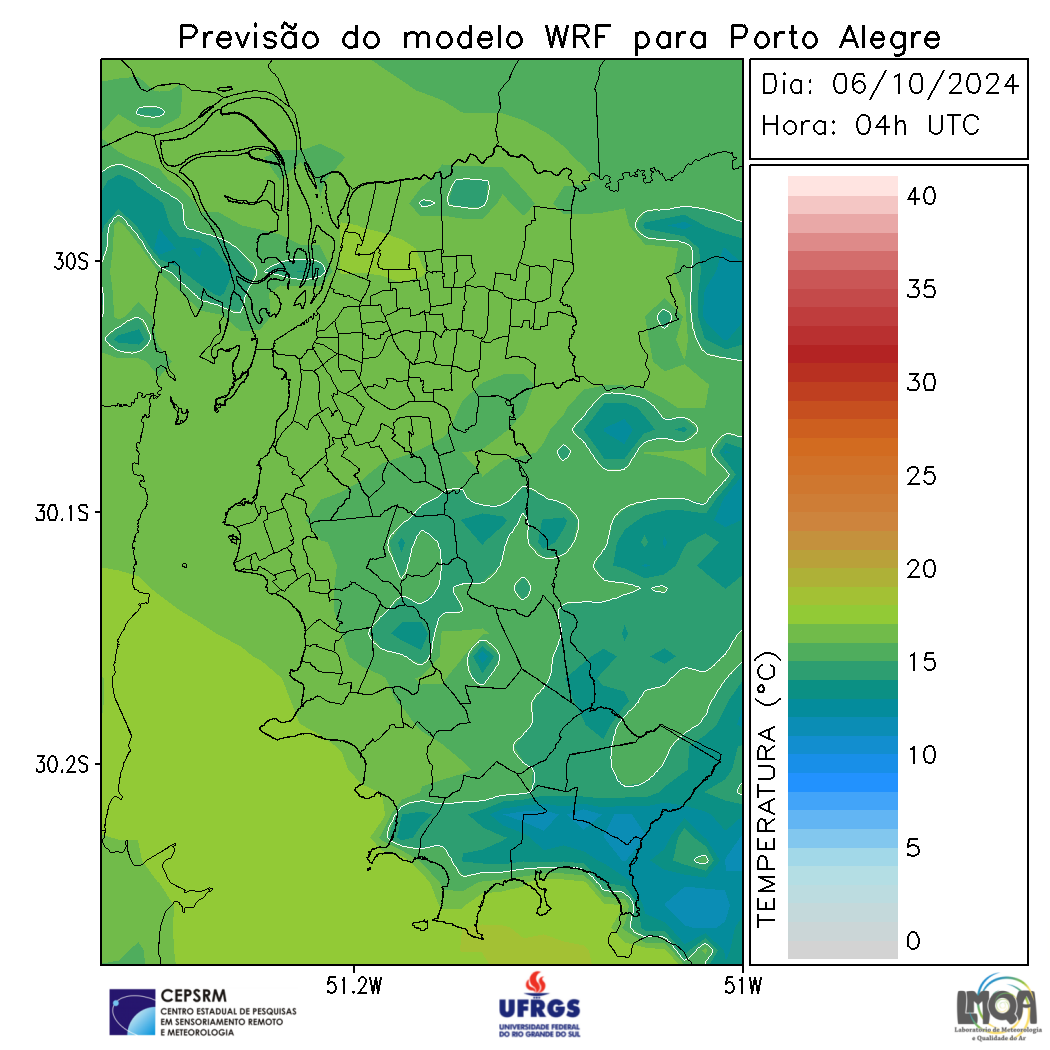 Previsão do modelo WRF para Porto Alegre
Dia: 06/10/2024
Hora: 04h UTC
30S
30.1S
30.2S
51.2W
51W
40
35
30
25
20
15
10
5
0
TEMPERATURA (°C)
CEPSRM
CENTRO ESTADUAL DE PESQUISAS
EM SENSORIAMENTO REMOTO
E METEOROLOGIA
UFRGS
UNIVERSIDADE FEDERAL
DO RIO GRANDE DO SUL
LMQA
Laboratório de Meteorologia
e Qualidade do Ar